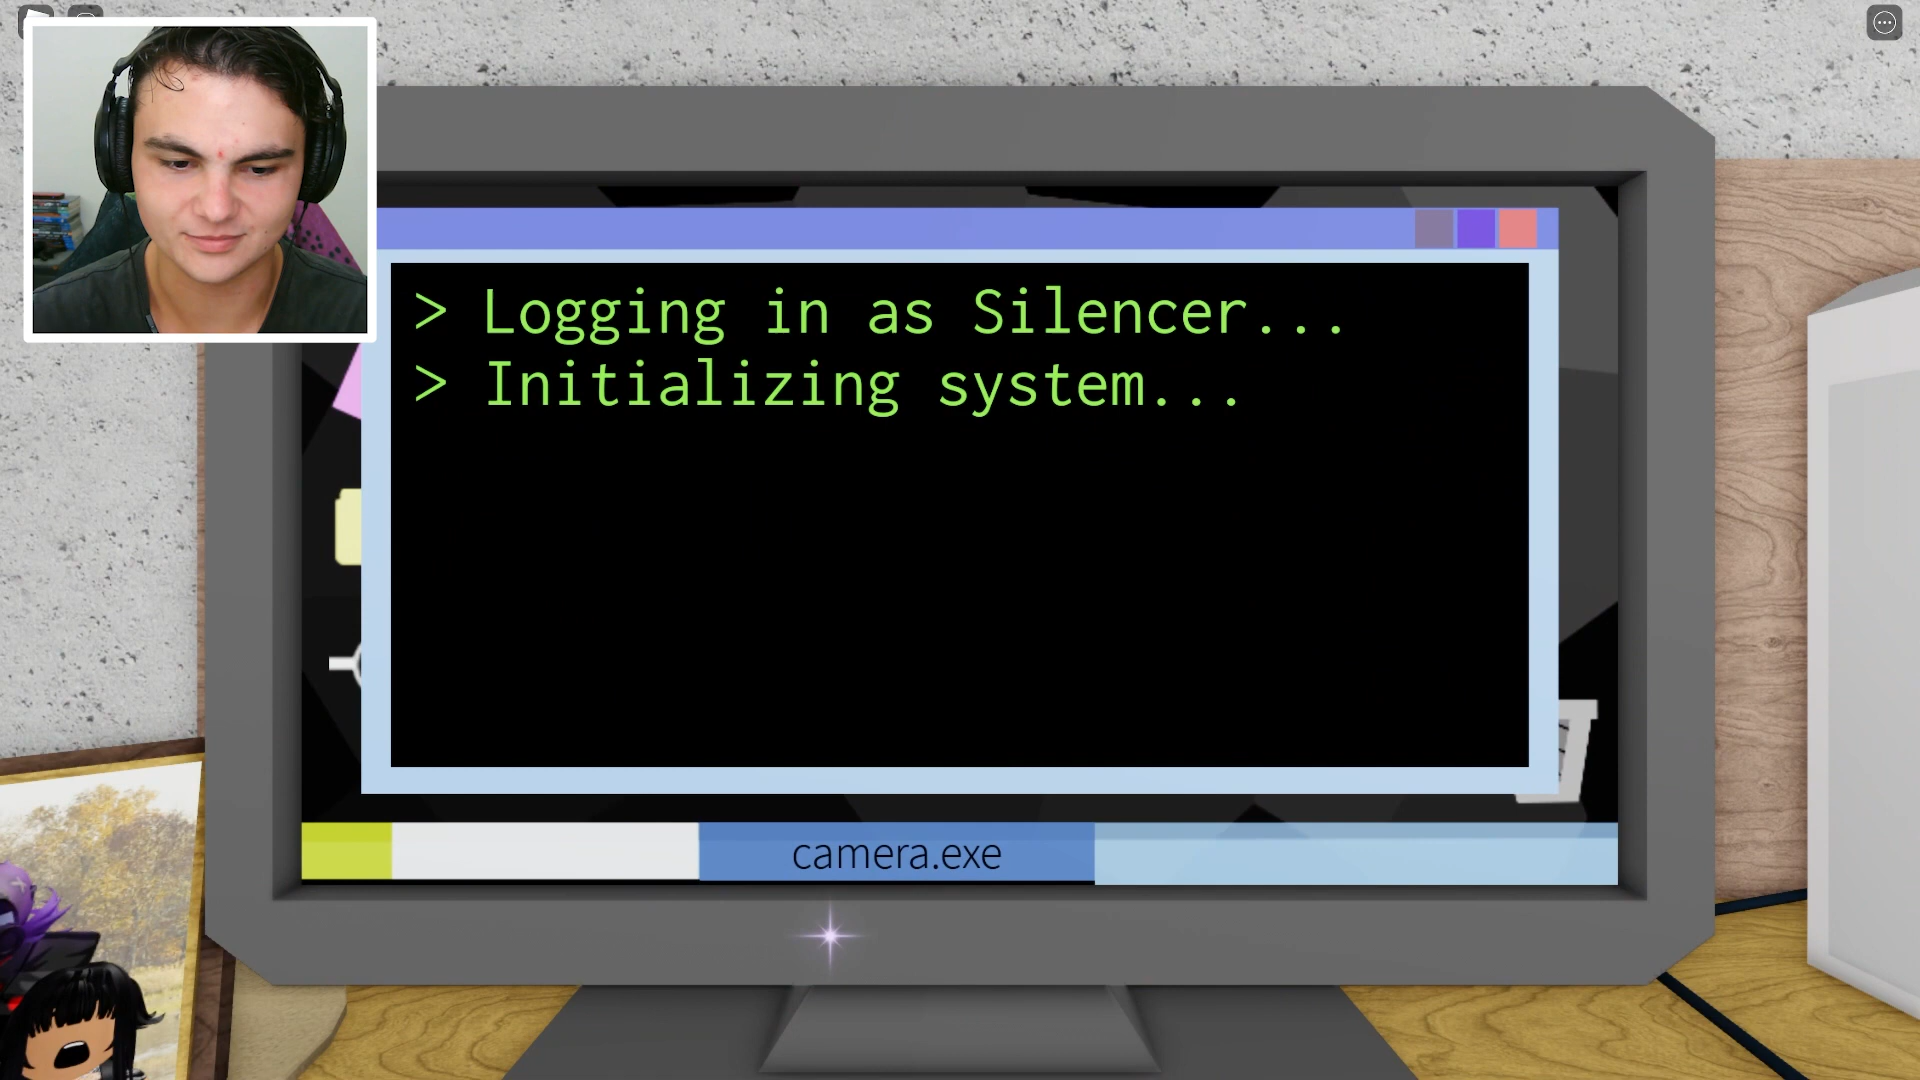 > Logging in as Silencer...
> Initializing system...
camera.exe